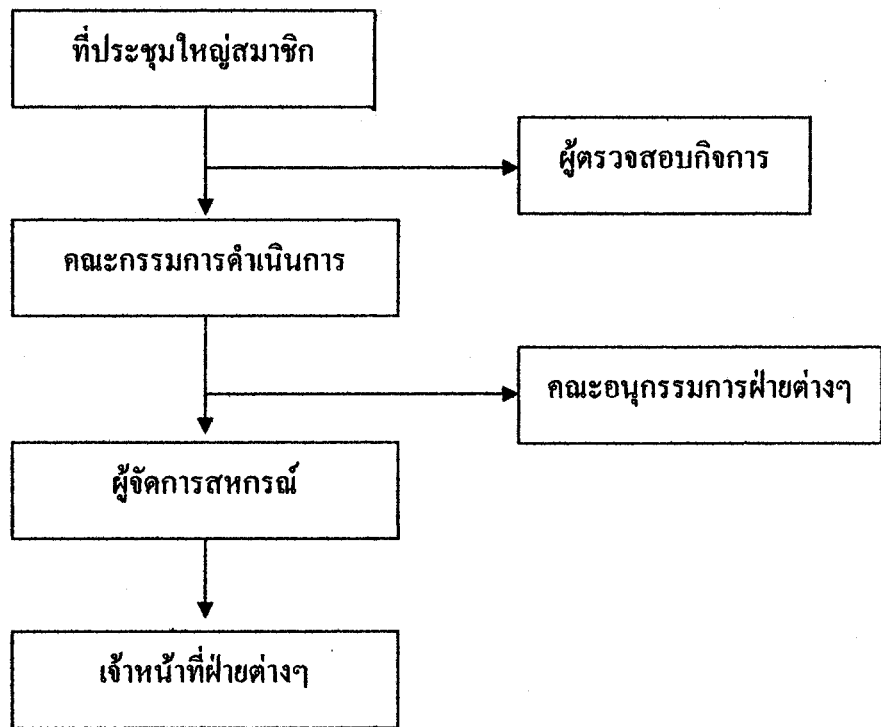 ที่ประชุมใหญ่สมาชิก
ผู้ตรวจสอบกิจการ
คณะกรรมการดำเนินการ
คณะอนุกรรมการฝ่ายต่างๆ
ผู้จัดการสหกรณ์
เจ้าหน้าที่ฝ่ายต่างๆ